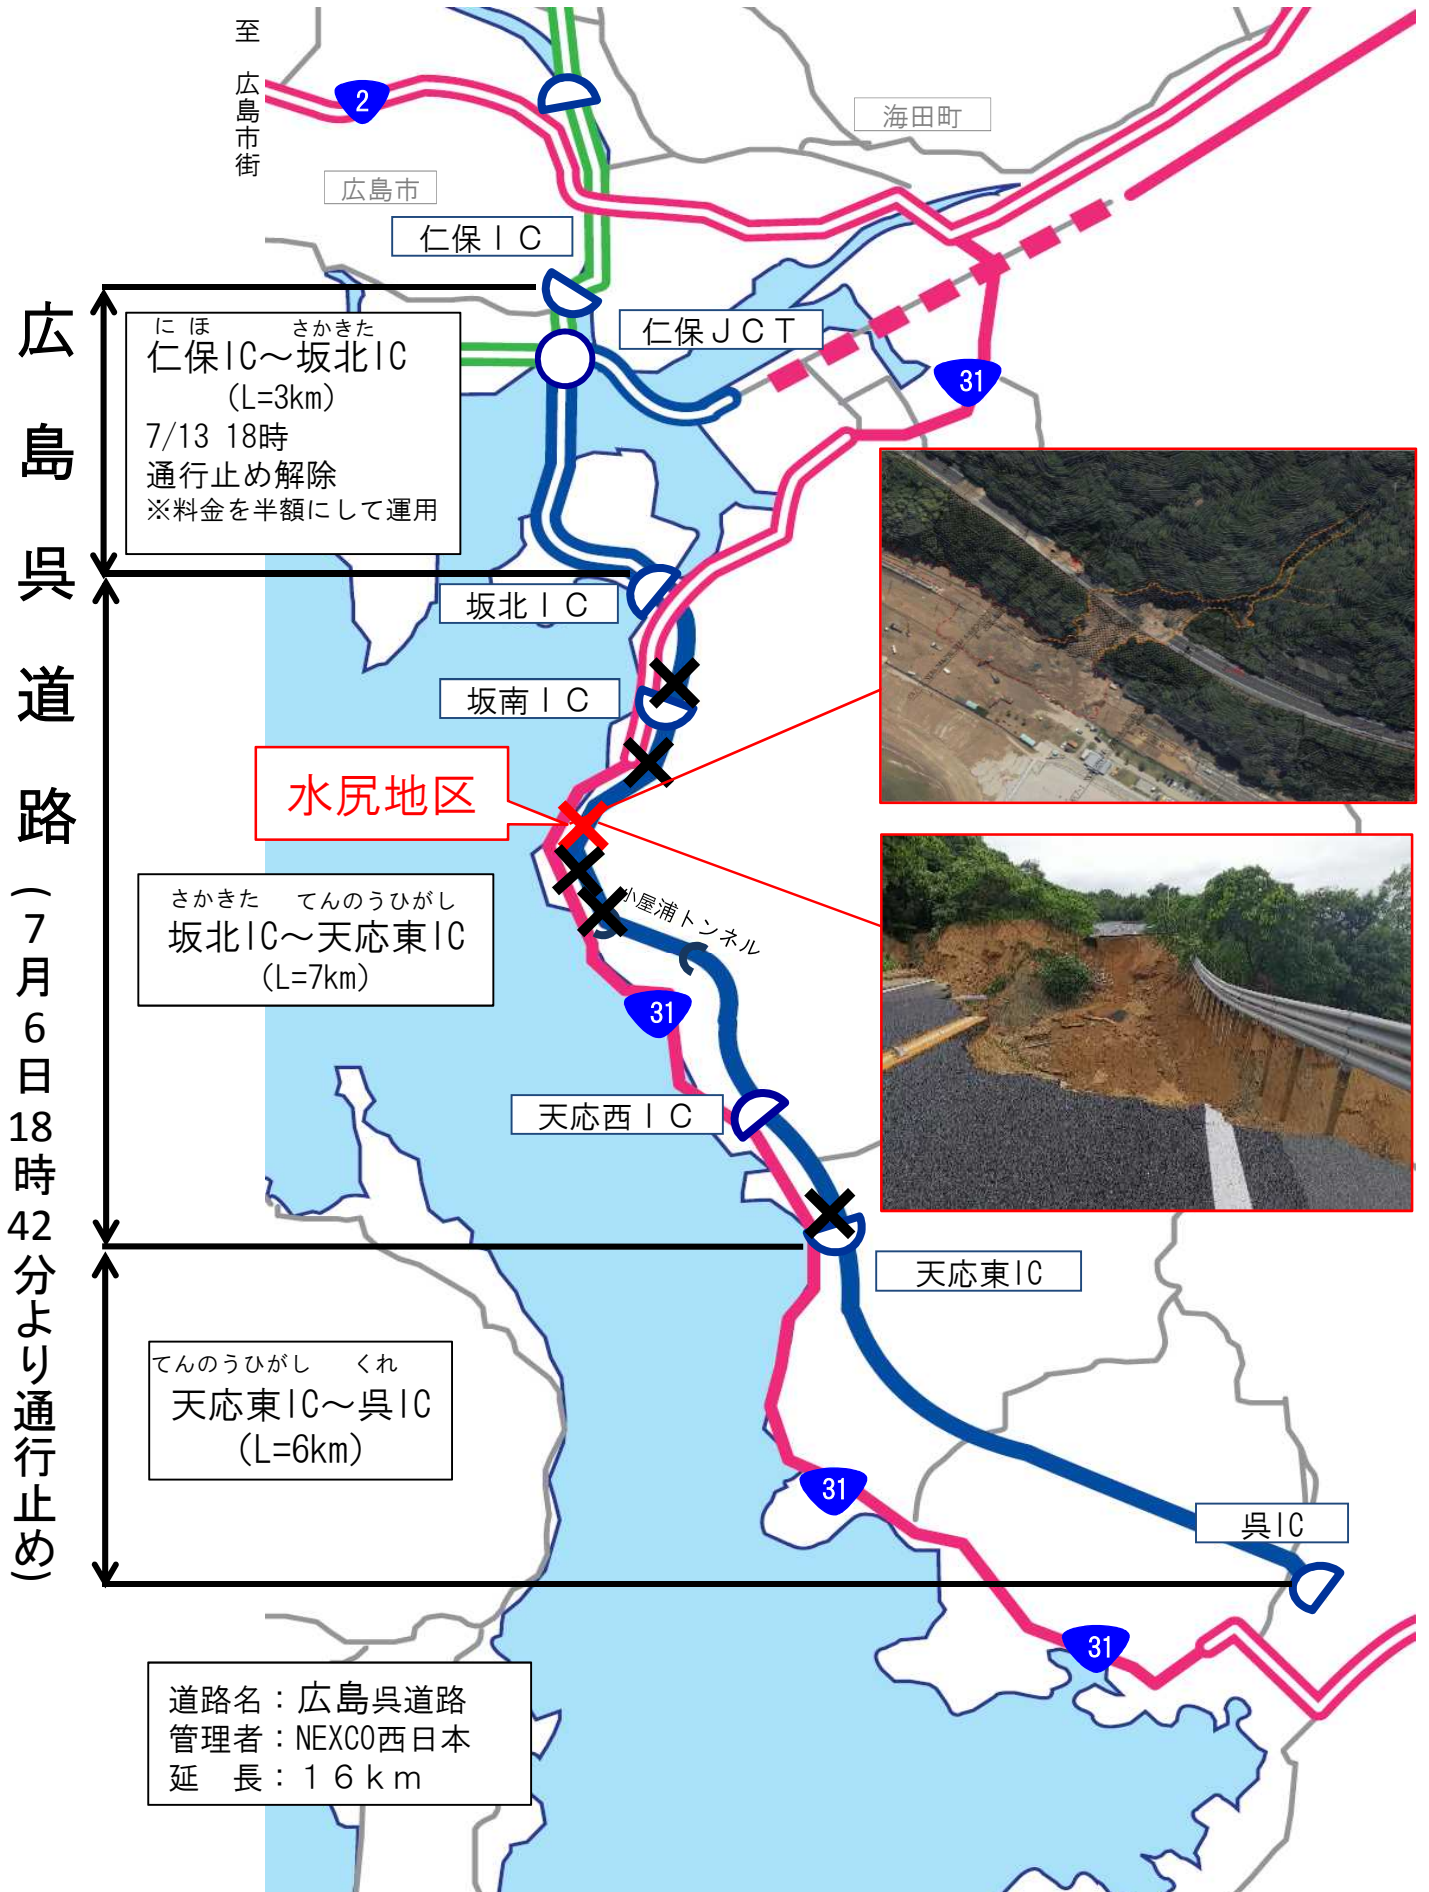 至 広島市街
2
海田町
広島市
仁保ＩＣ
仁保ＪＣＴ
広島呉道路(7月6日18時42分より通行止め)
にほ さかきた
仁保IC～坂北IC
(L=3km)
7/13 18時
通行止め解除
※料金を半額にして運用
31
坂北ＩＣ
坂南ＩＣ
水尻地区
さかきた てんのうひがし
坂北IC～天応東IC
(L=7km)
小屋浦トンネル
31
天応西ＩＣ
天応東IC
てんのうひがし くれ
天応東IC～呉IC
(L=6km)
31
呉IC
31
道路名：広島呉道路
管理者：NEXCO西日本
延　長：１６ｋｍ